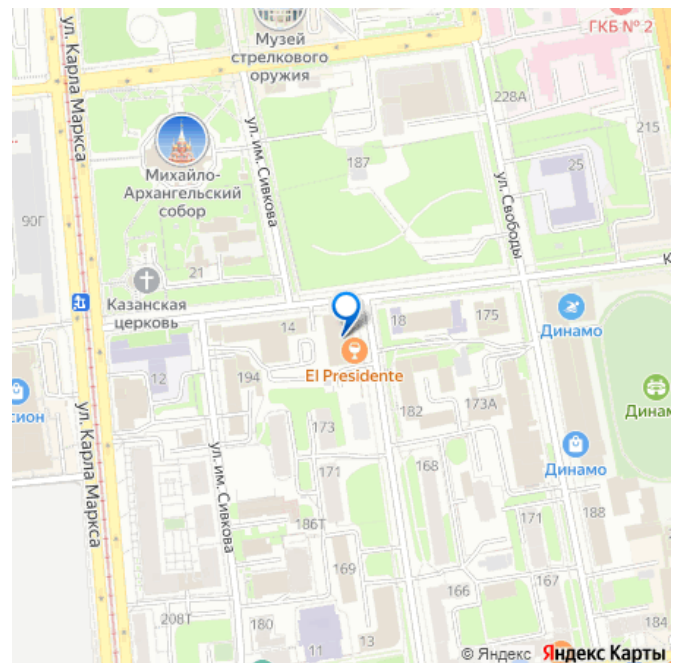 ГКБ № 2
Музей
стрелкового
оружия
ул. Карла Маркса
228А
215
ул. им. Сивкова
187
25
Михайло-
Архангельский
собор
ул. Свободы
90Г
21
К
Казанская
церковь
14
18
175
Динамо
El Presidente
12
194
182
173А
Динам
сион
ул. Карла Маркса
173
ул. им. Сивкова
171
168
Динамо
186Т
171
188
169
166
167
208Т
180
184
11
13
© Яндекс Яндекс Карты